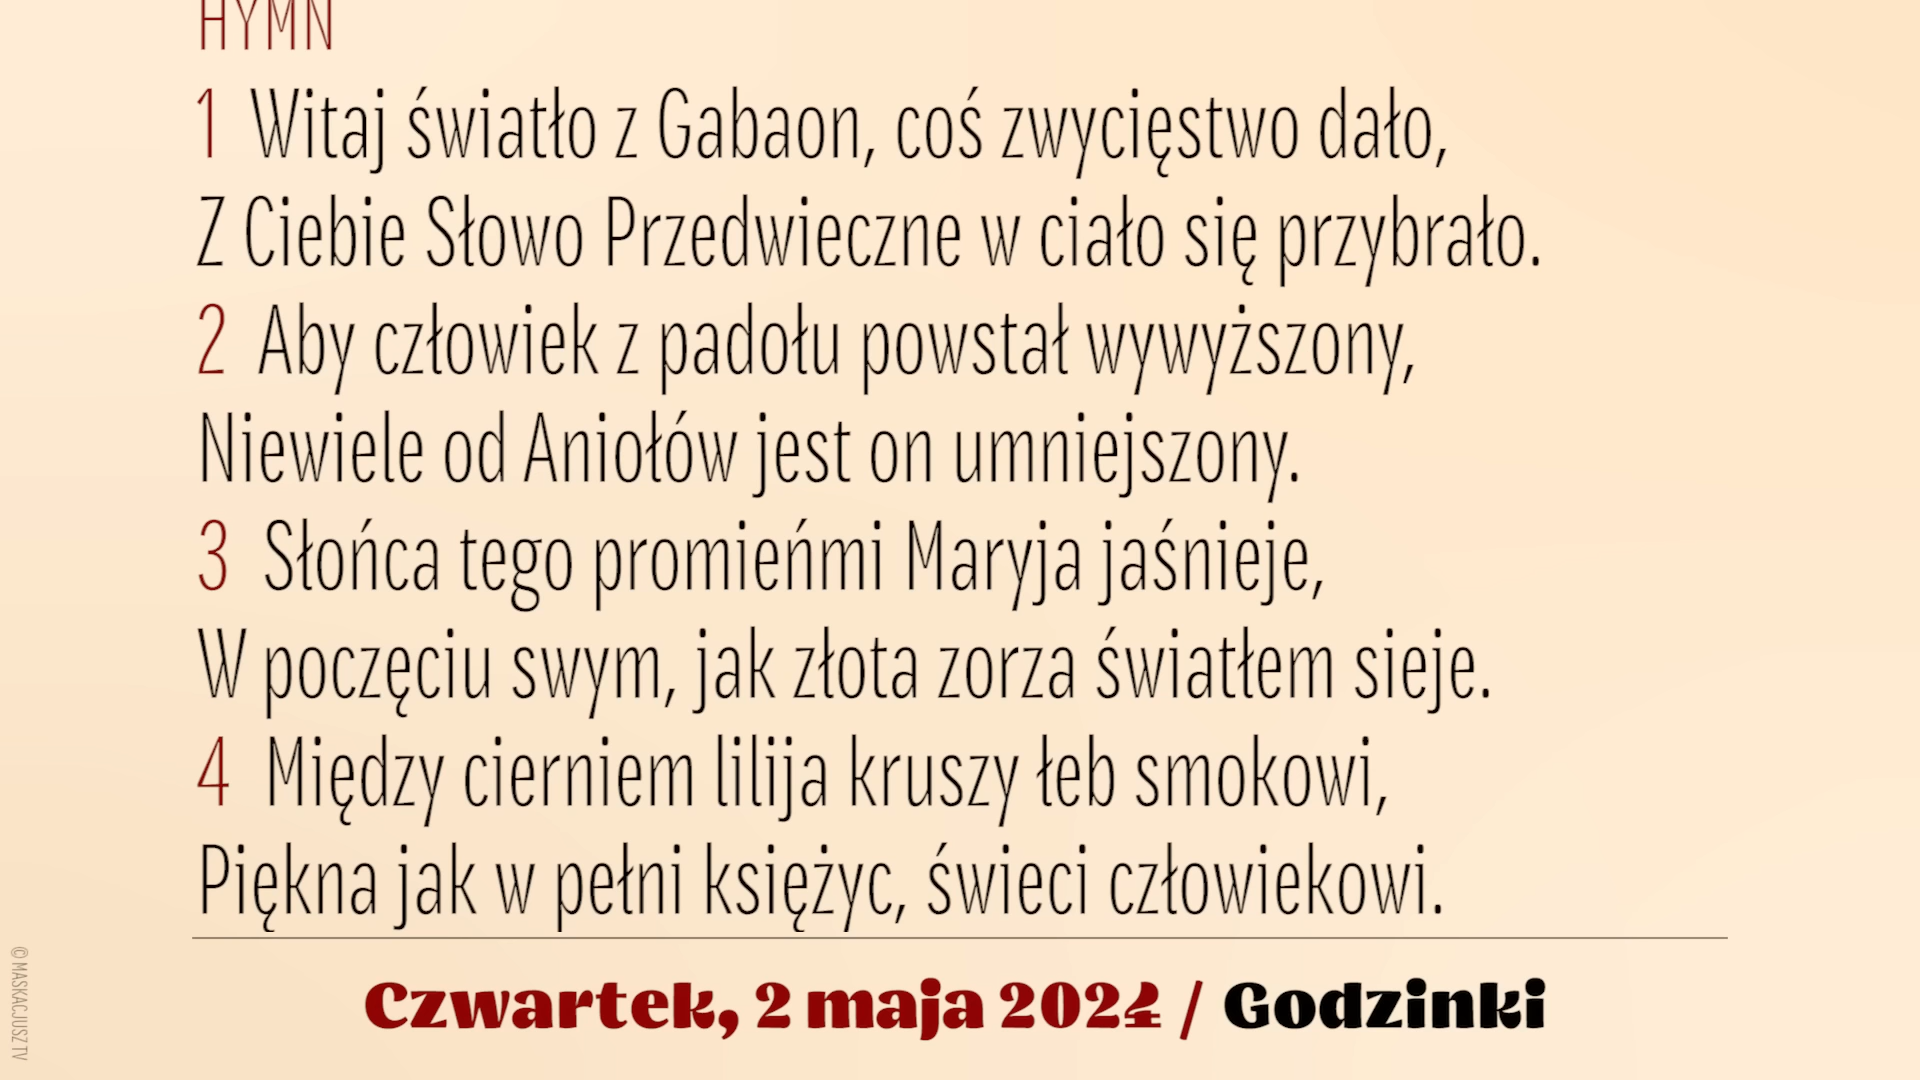 HYMN
1 Witaj światło z Gabaon, coś zwycięstwo dało,
Z Ciebie Słowo Przedwieczne w ciało się przybrało.
2 Aby człowiek z padołu powstał wywyższony,
Niewiele od Aniołów jest on umniejszony.
3 Słońca tego promieńmi Maryja jaśnieje,
W poczęciu swym, jak złota zorza światłem sieje.
4 Między cierniem lilija kruszy łeb smokowi,
Piękna jak w pełni księżyc, świeci człowiekowi.
Czwartek, 2 maja 2024 / Godzinki
© MASKACJUSZ TV